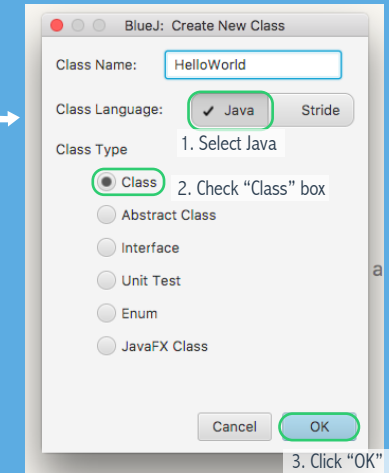 BlueJ: Create New Class
Class Name: HelloWorld
Class Language: ✓ Java Stride
1. Select Java
Class Type
Class 2. Check “Class” box
Abstract Class
Interface
a
Unit Test
Enum
JavaFX Class
Cancel OK
3. Click “OK”